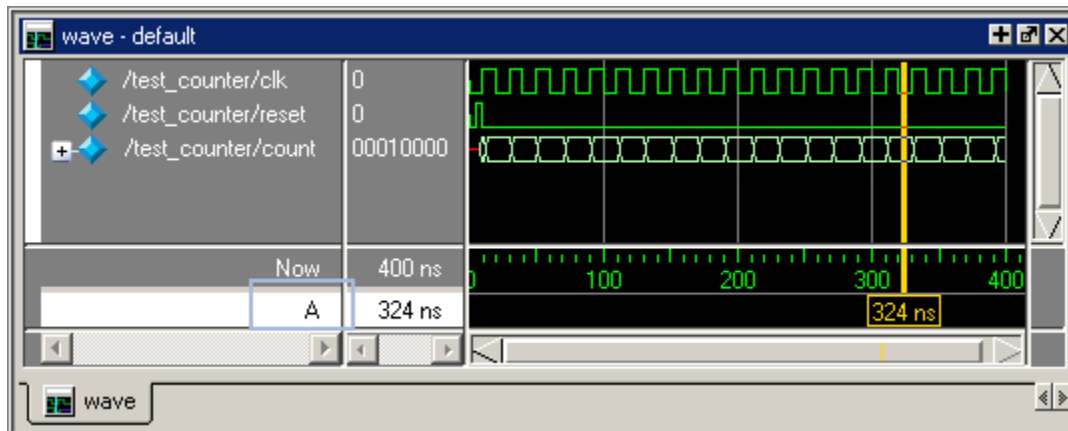 wave - default
/test_counter/clk 0
/test_counter/reset 0
/test_counter/count 00010000
Now 400 ns 0 100 200 300 400
A 324 ns 324 ns
wave